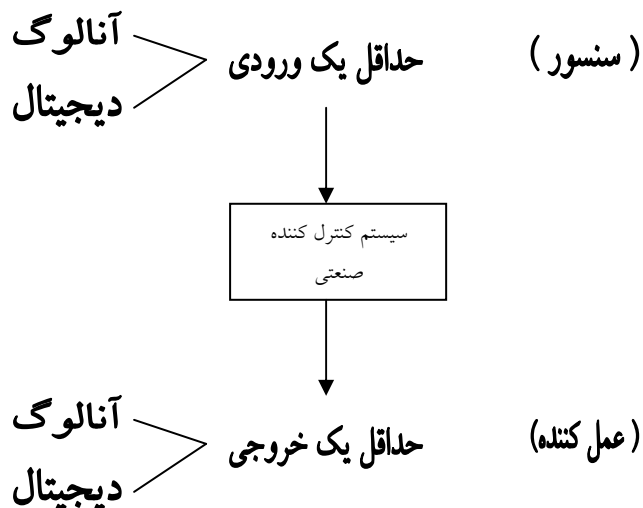 آنالوگ
حداقل یک ورودی ( سنسور )
دیجیتال
سیستم کنترل کننده
صنعتی
آنالوگ
حداقل یک خروجی ( عمل کننده)
دیجیتال